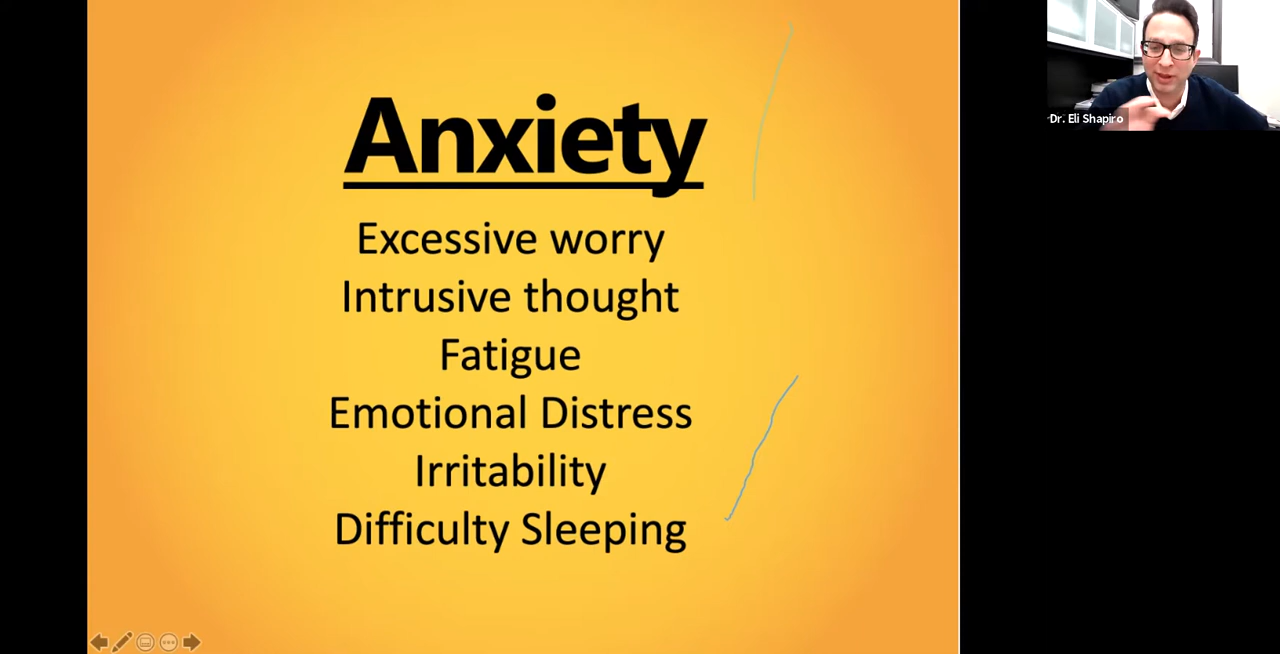 Anxiety
Excessive worry
Intrusive thought
Fatigue
Emotional Distress
Irritability
Difficulty Sleeping
Dr. Eli Shapiro